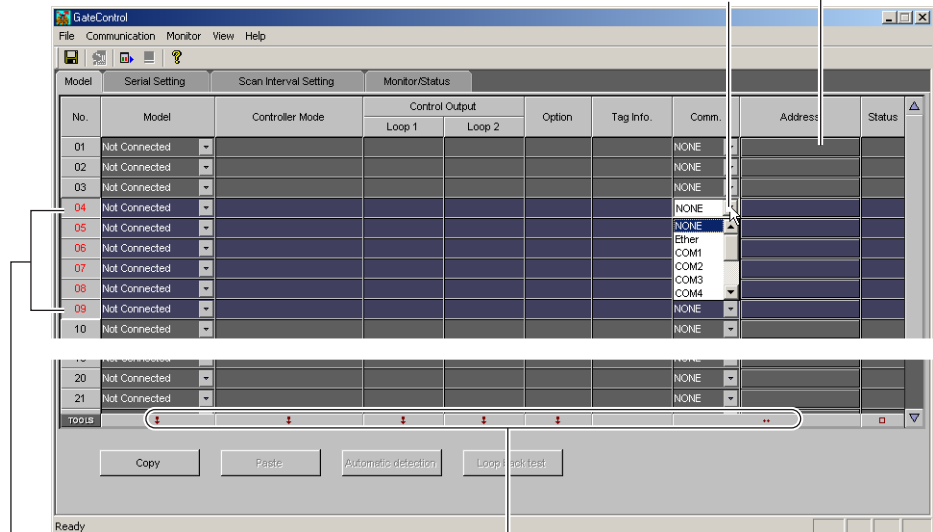 GateControl
File Communication Monitor View Help
Model Serial Setting Scan Interval Setting Monitor/Status
No. Model Controller Mode Control Output Option Tag Info. Comm. Address Status
Loop 1 Loop 2
01 Not Connected NONE
02 Not Connected NONE
03 Not Connected NONE
04 Not Connected NONE
05 Not Connected NONE
06 Not Connected Ether
07 Not Connected COM1
COM2
08 Not Connected COM3
COM4
09 Not Connected NONE
10 Not Connected NONE
20 Not Connected NONE
21 Not Connected NONE
TOOLS
Copy Paste Automatic detection Loop back test
Ready